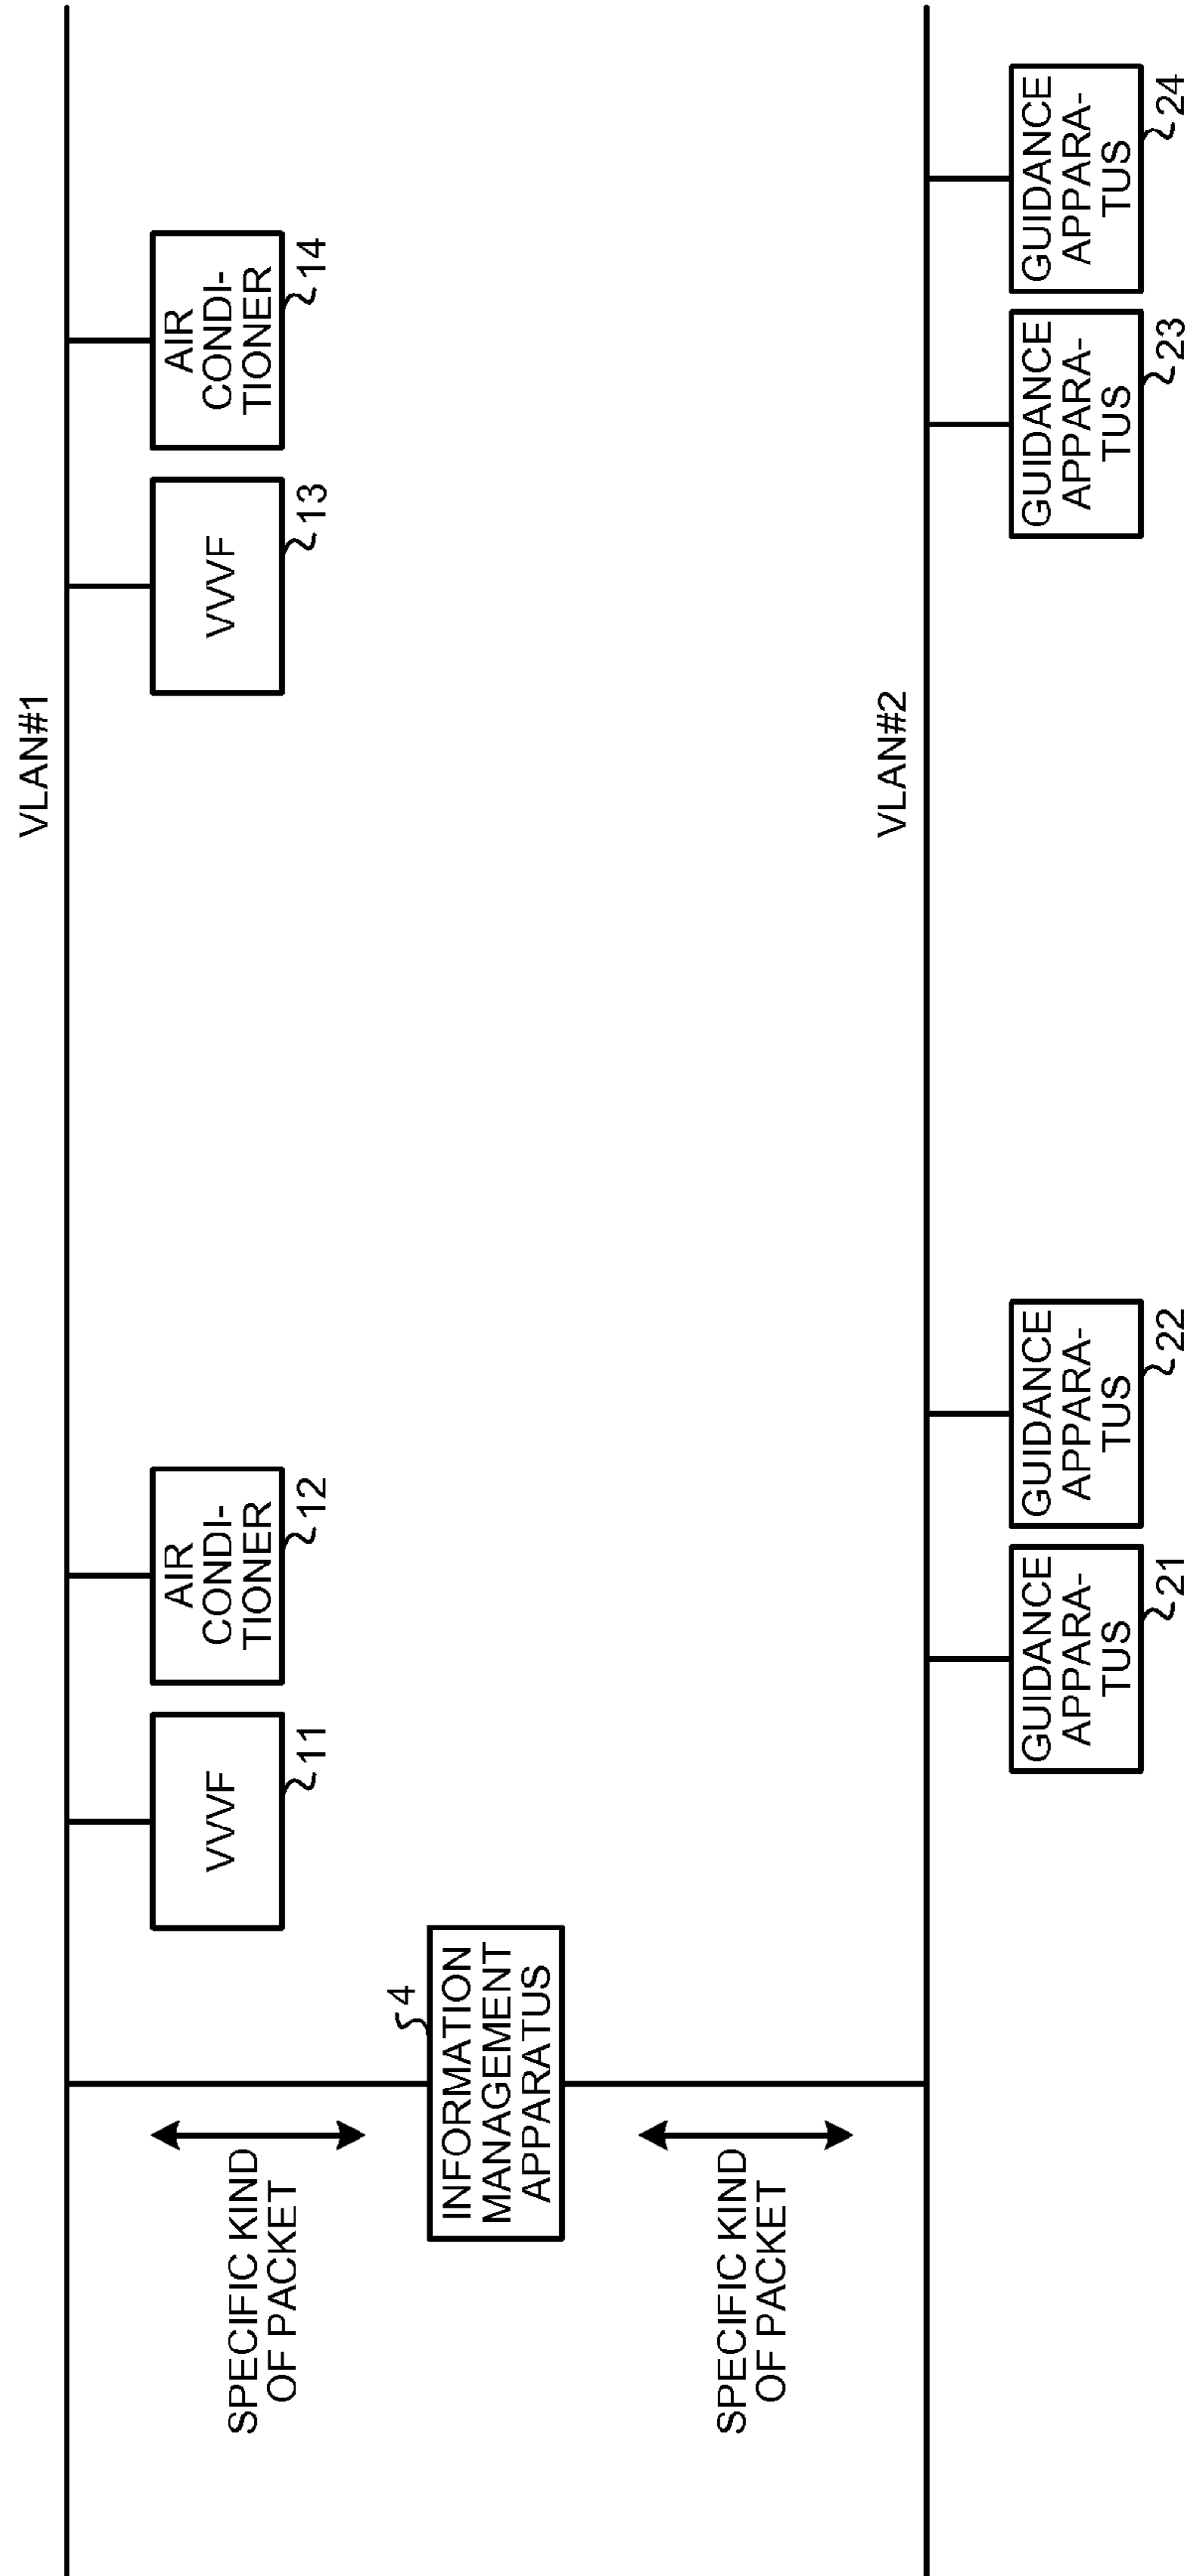 VLAN#1
VVVF
11
AIR
CONDI-
TIONER
12
VVVF
13
AIR
CONDI-
TIONER
14
SPECIFIC KIND
OF PACKET
4
INFORMATION
MANAGEMENT
APPARATUS
SPECIFIC KIND
OF PACKET
VLAN#2
GUIDANCE
APPARA-
TUS
21
GUIDANCE
APPARA-
TUS
22
GUIDANCE
APPARA-
TUS
23
GUIDANCE
APPARA-
TUS
24